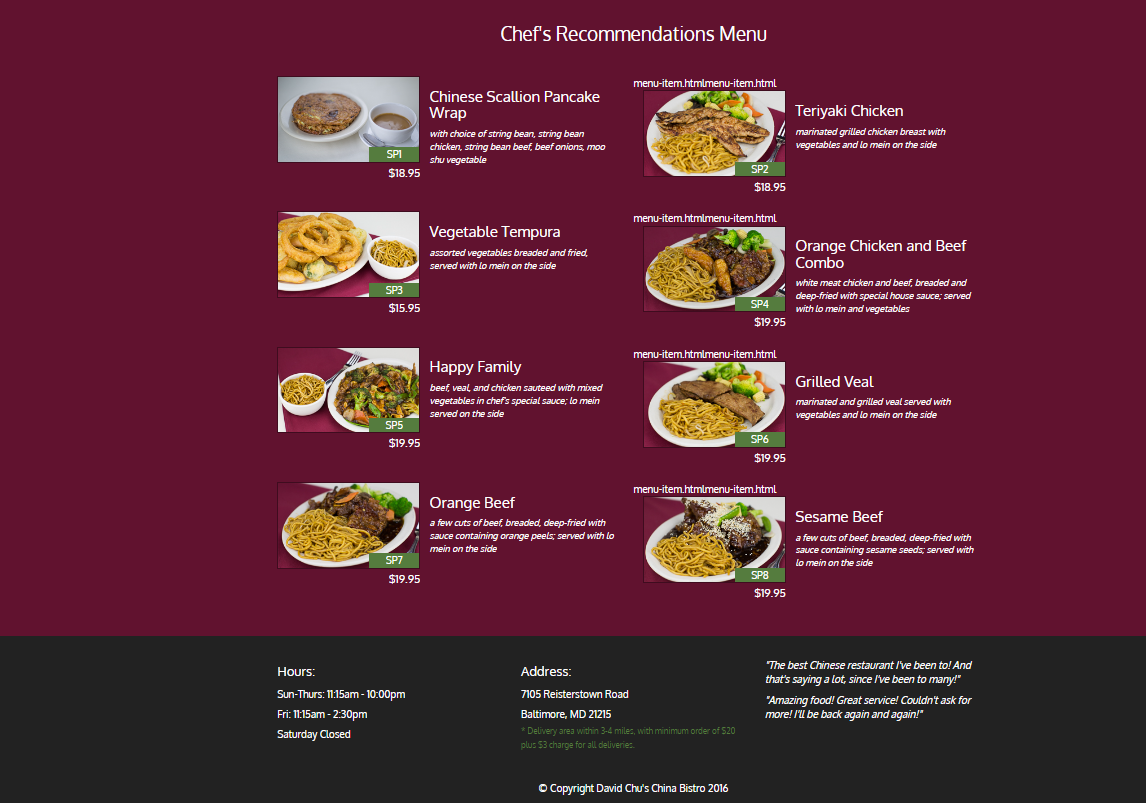 Chef's Recommendations Menu
Chinese Scallion Pancake
Wrap
with choice of string bean, string bean
chicken, string bean beef, beef onions, moo
shu vegetable
SP1
$18.95
menu-item.htmlmenu-item.html
Teriyaki Chicken
marinated grilled chicken breast with
vegetables and lo mein on the side
SP2
$18.95
Vegetable Tempura
assorted vegetables breaded and fried,
served with lo mein on the side
SP3
$15.95
menu-item.htmlmenu-item.html
Orange Chicken and Beef
Combo
white meat chicken and beef, breaded and
deep-fried with special house sauce; served
with lo mein and vegetables
SP4
$19.95
Happy Family
beef, veal, and chicken sauteed with mixed
vegetables in chef's special sauce; lo mein
served on the side
SP5
$19.95
menu-item.htmlmenu-item.html
Grilled Veal
marinated and grilled veal served with
vegetables and lo mein on the side
SP6
$19.95
Orange Beef
a few cuts of beef, breaded, deep-fried with
sauce containing orange peels; served with lo
mein on the side
SP7
$19.95
menu-item.htmlmenu-item.html
Sesame Beef
a few cuts of beef, breaded, deep-fried with
sauce containing sesame seeds; served with
lo mein on the side
SP8
$19.95
Hours:
Sun-Thurs: 11:15am - 10:00pm
Fri: 11:15am - 2:30pm
Saturday Closed
Address:
7105 Reisterstown Road
Baltimore, MD 21215
* Delivery area within 3-4 miles, with minimum order of $20
plus $3 charge for all deliveries.
"The best Chinese restaurant I've been to! And
that's saying a lot, since I've been to many!"
"Amazing food! Great service! Couldn't ask for
more! I'll be back again and again!"
© Copyright David Chu's China Bistro 2016